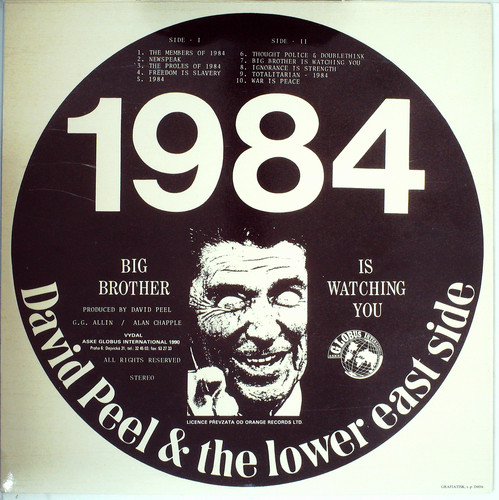 SIDE - I
1. THE MEMBERS OF 1984
2. NEWSPEAK
3. THE PROLES OF 1984
4. FREEDOM IS SLAVERY
5. 1984
SIDE - II
6. THOUGHT POLICE & DOUBLETHINK
7. BIG BROTHER IS WATCHING YOU
8. IGNORANCE IS STRENGTH
9. TOTALITARIAN - 1984
10. WAR IS PEACE
1984
BIG
BROTHER
IS
WATCHING
YOU
PRODUCED BY DAVID PEEL
G.G. ALLIN / ALAN CHAPPLE
VYDAL
ASKE GLOBUS INTERNATIONAL 1990
ALL RIGHTS RESERVED
STEREO
GLOBUS
LICENCE PŘEVZATA OD ORANGE RECORDS LTD.
David Peel & the lower east side